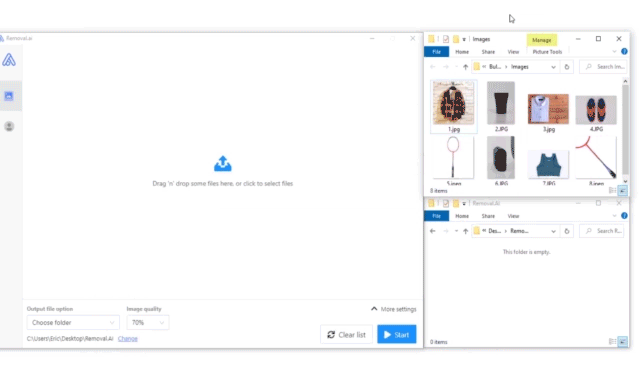 Removal.ai
Drag 'n' drop some files here, or click to select files
Output file option
Image quality
More settings
Choose folder
70%
C:\Users\Eric\Desktop\Removal.Ai Change
Clear list
Start
Images
Manage
File Home Share View Picture Tools
Bul... > Images
Search Im...
1.jpg
2.JPG
3.jpg
4.JPG
5.jpeg
6.JPG
7.JPG
8.jpeg
8 items
Removal.Ai
File Home Share View
Des... > Remo...
Search R...
This folder is empty.
0 items